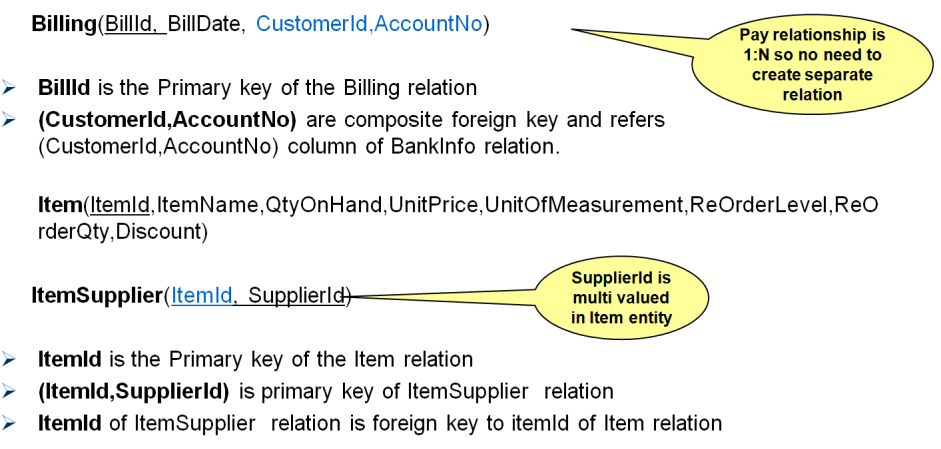 Billing(BillId, BillDate, CustomerId,AccountNo)
Pay relationship is
1:N so no need to
create separate
relation
➢ BillId is the Primary key of the Billing relation
➢ (CustomerId,AccountNo) are composite foreign key and refers
(CustomerId,AccountNo) column of BankInfo relation.
Item(ItemId,ItemName,QtyOnHand,UnitPrice,UnitOfMeasurement,ReOrderLevel,ReO
rderQty,Discount)
ItemSupplier(ItemId, SupplierId)
SupplierId is
multi valued
in Item entity
➢ ItemId is the Primary key of the Item relation
➢ (ItemId,SupplierId) is primary key of ItemSupplier relation
➢ ItemId of ItemSupplier relation is foreign key to itemId of Item relation